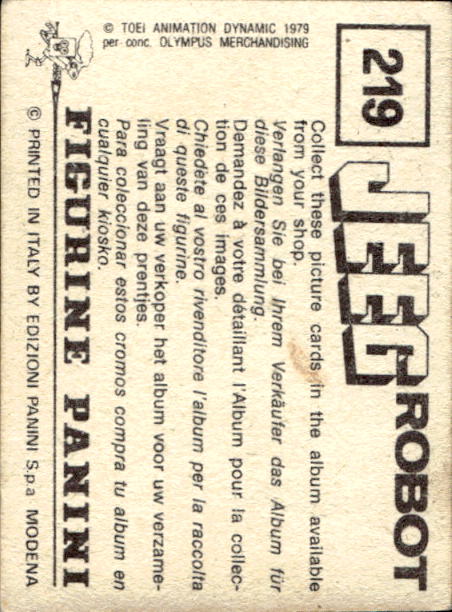 219
JEEG ROBOT
Collect these picture cards in the album available
from your shop.
Verlangen Sie bei Ihrem Verkäufer das Album für
diese Bildersammlung.
Demandez à votre détaillant l'Album pour la collec-
tion de ces images.
Chiedete al vostro rivenditore l'album per la raccolta
di queste figurine.
Vraagt aan uw verkoper het album voor uw verzame-
ling van deze prentjes.
Para coleccionar estos cromos compra tu album en
cualquier kiosko.
© TOEI ANIMATION DYNAMIC 1979
per conc. OLYMPUS MERCHANDISING
FIGURINE PANINI
© PRINTED IN ITALY BY EDIZIONI PANINI S.p.a MODENA